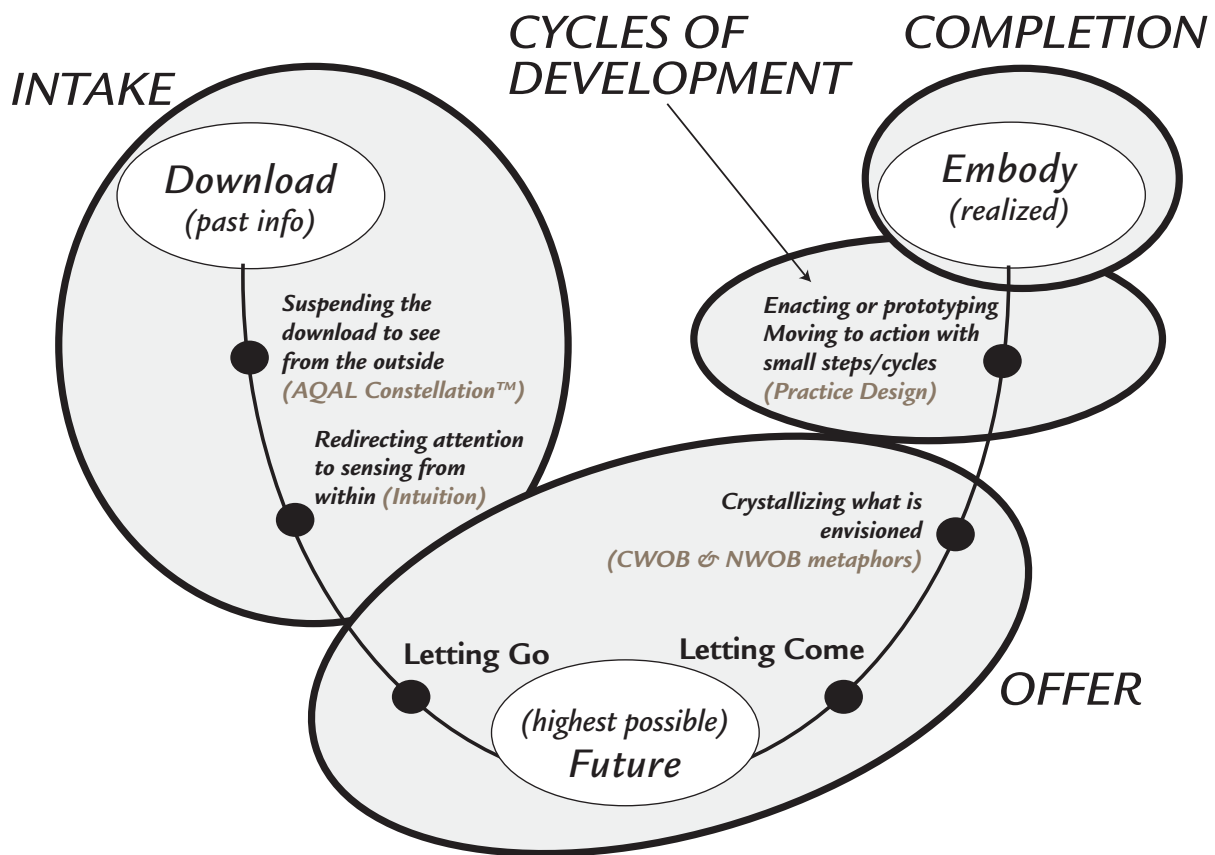 INTAKE
Download
(past info)
Suspending the
download to see
from the outside
(AQAL Constellation™)
Redirecting attention
to sensing from
within (Intuition)
Letting Go
(highest possible)
Future
Letting Come
OFFER
Crystallizing what is
envisioned
(CWOB & NWOB metaphors)
CYCLES OF
DEVELOPMENT
Enacting or prototyping
Moving to action with
small steps/cycles
(Practice Design)
COMPLETION
Embody
(realized)